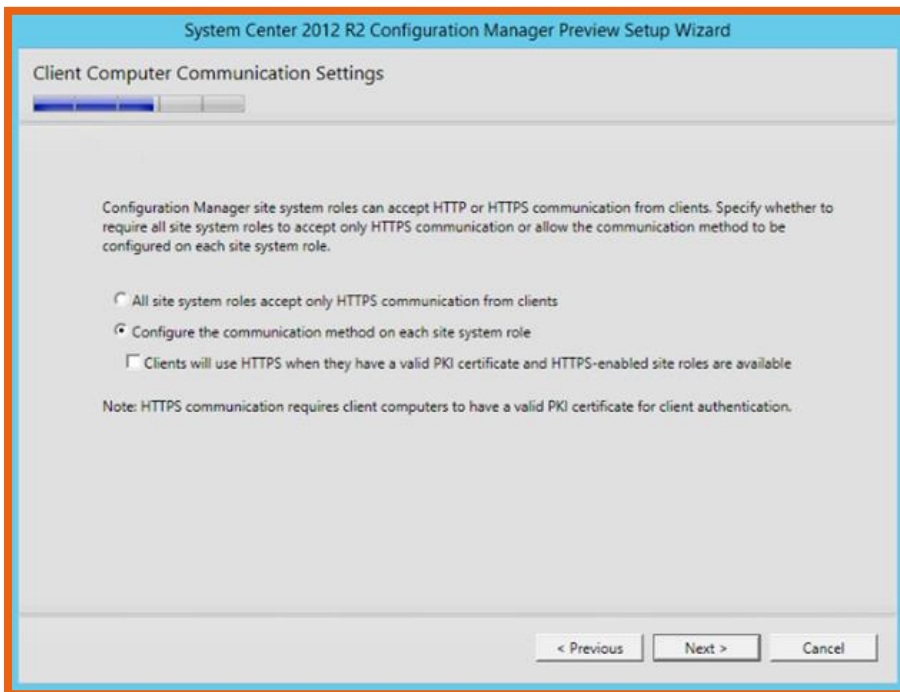 System Center 2012 R2 Configuration Manager Preview Setup Wizard
Client Computer Communication Settings
Configuration Manager site system roles can accept HTTP or HTTPS communication from clients. Specify whether to
require all site system roles to accept only HTTPS communication or allow the communication method to be
configured on each site system role.
All site system roles accept only HTTPS communication from clients
Configure the communication method on each site system role
Clients will use HTTPS when they have a valid PKI certificate and HTTPS-enabled site roles are available
Note: HTTPS communication requires client computers to have a valid PKI certificate for client authentication.
< Previous
Next >
Cancel